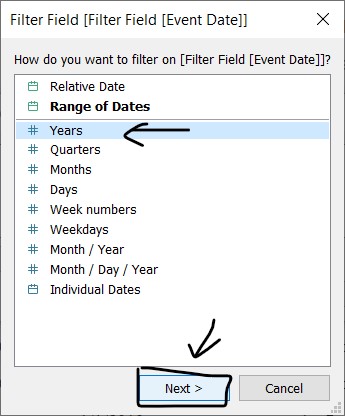 Filter Field [Filter Field [Event Date]]
How do you want to filter on [Filter Field [Event Date]]?
Relative Date
Range of Dates
Years
Quarters
Months
Days
Week numbers
Weekdays
Month / Year
Month / Day / Year
Individual Dates
Next >
Cancel